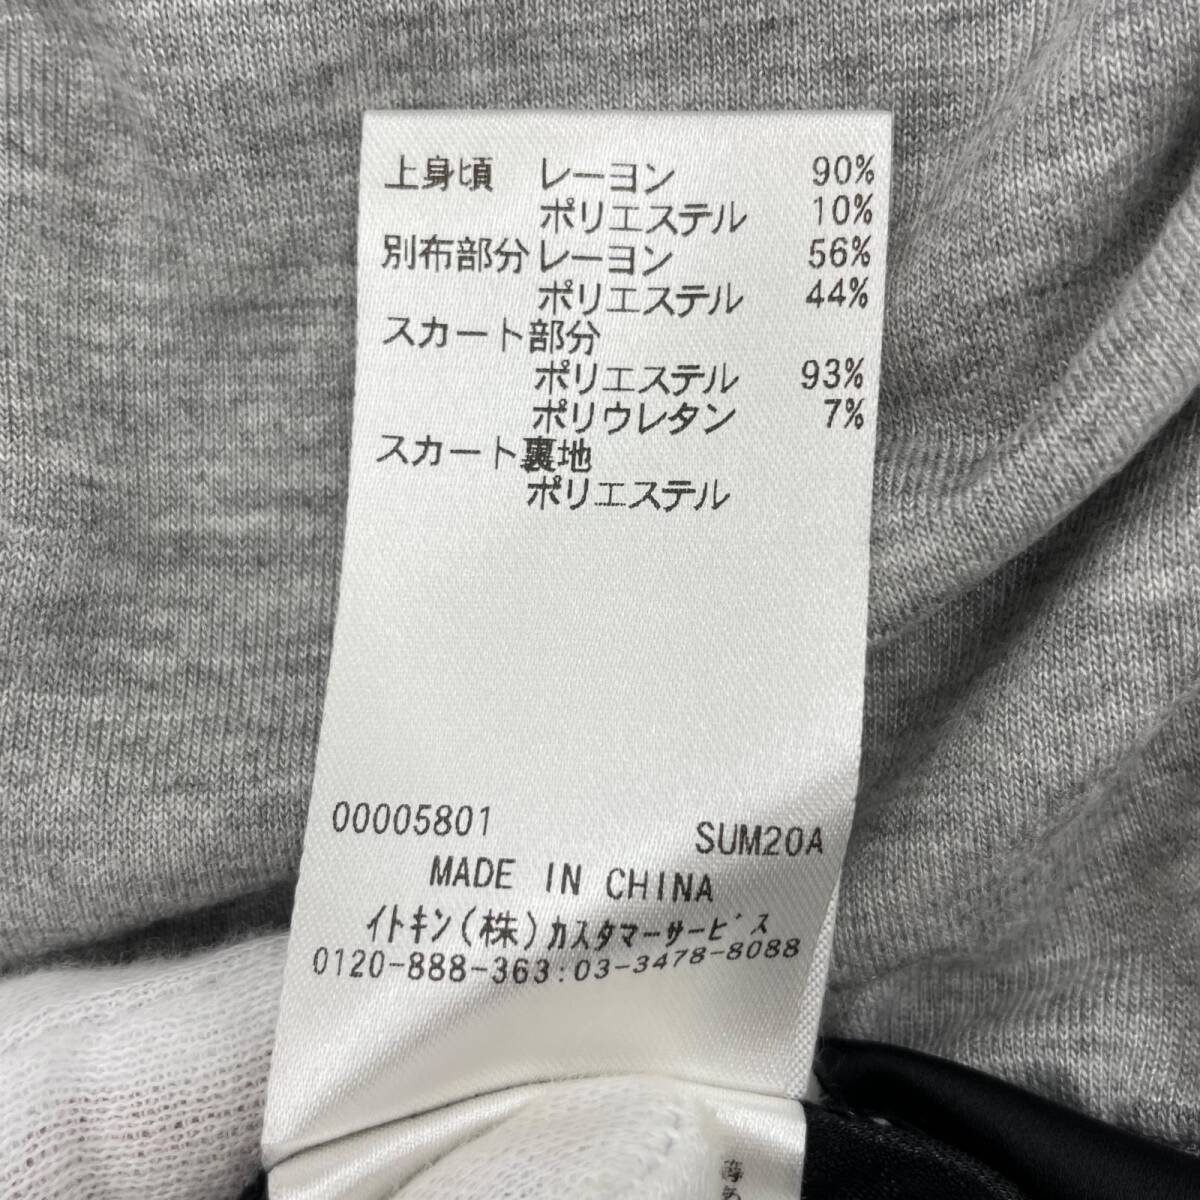 上身頃 レーヨン 90%
ポリエステル 10%
別布部分 レーヨン 56%
ポリエステル 44%
スカート部分
ポリエステル 93%
ポリウレタン 7%
スカート裏地
ポリエステル
00005801 SUM20A
MADE IN CHINA
イトキン(株)カスタマーサービス
0120-888-363:03-3478-8088